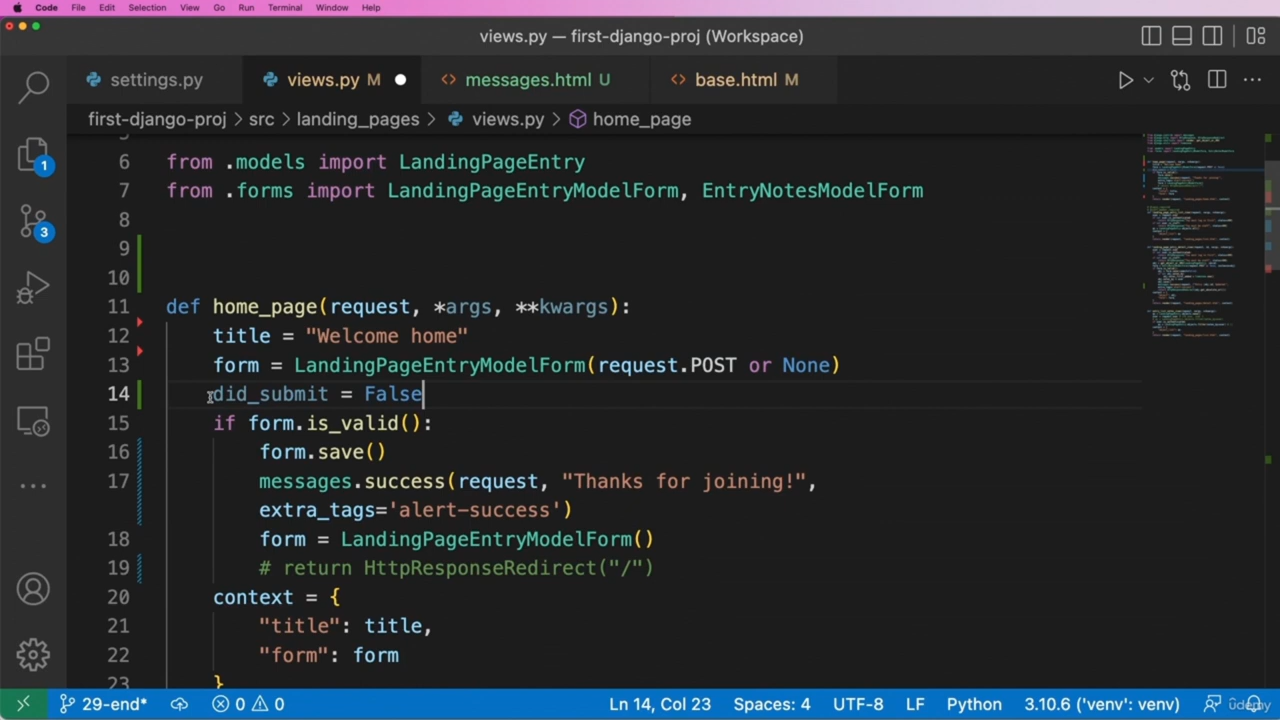 Code File Edit Selection View Go Run Terminal Window Help
views.py — first-django-proj (Workspace)
settings.py views.py M messages.html U base.html M
first-django-proj > src > landing_pages > views.py > home_page
6 from .models import LandingPageEntry
7 from .forms import LandingPageEntryModelForm, EntryNotesModelForm
8
9
10
11 def home_page(request, *args, **kwargs):
12 title = "Welcome home"
13 form = LandingPageEntryModelForm(request.POST or None)
14 did_submit = False
15 if form.is_valid():
16 form.save()
17 messages.success(request, "Thanks for joining!",
extra_tags='alert-success')
18 form = LandingPageEntryModelForm()
19 # return HttpResponseRedirect("/")
20 context = {
21 "title": title,
22 "form": form
23 }
1
3
29-end* 0 0 Ln 14, Col 23 Spaces: 4 UTF-8 LF Python 3.10.6 ('venv': venv)
udemy